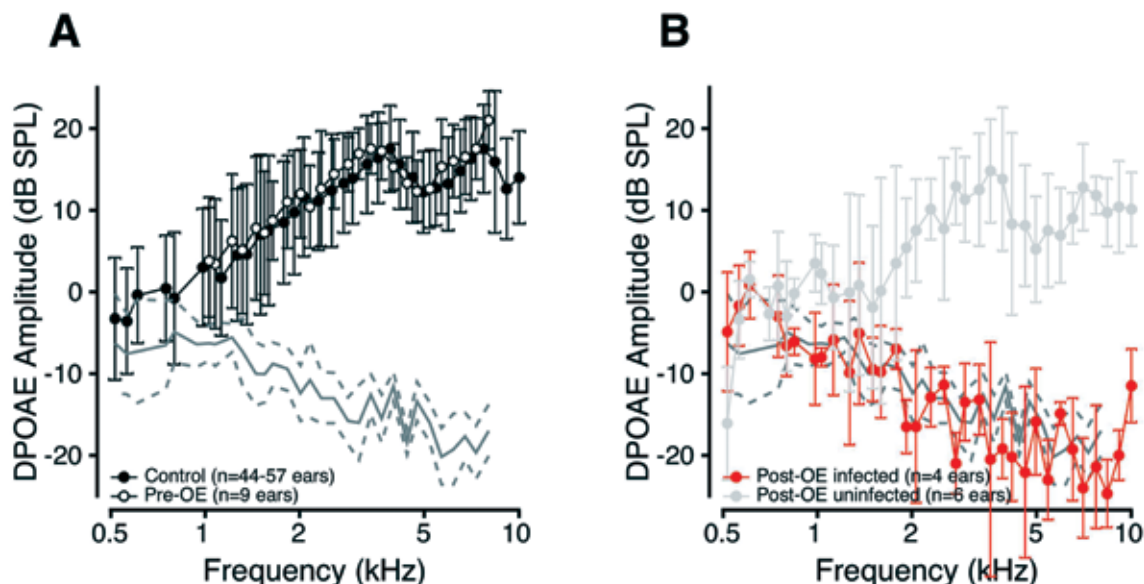 A
DPOAE Amplitude (dB SPL)
20
10
0
-10
-20
Control (n=44-57 ears)
Pre-OE (n=9 ears)
0.5 1 2 5 10
Frequency (kHz)
B
DPOAE Amplitude (dB SPL)
20
10
0
-10
-20
Post-OE infected (n=4 ears)
Post-OE uninfected (n=6 ears)
0.5 1 2 5 10
Frequency (kHz)